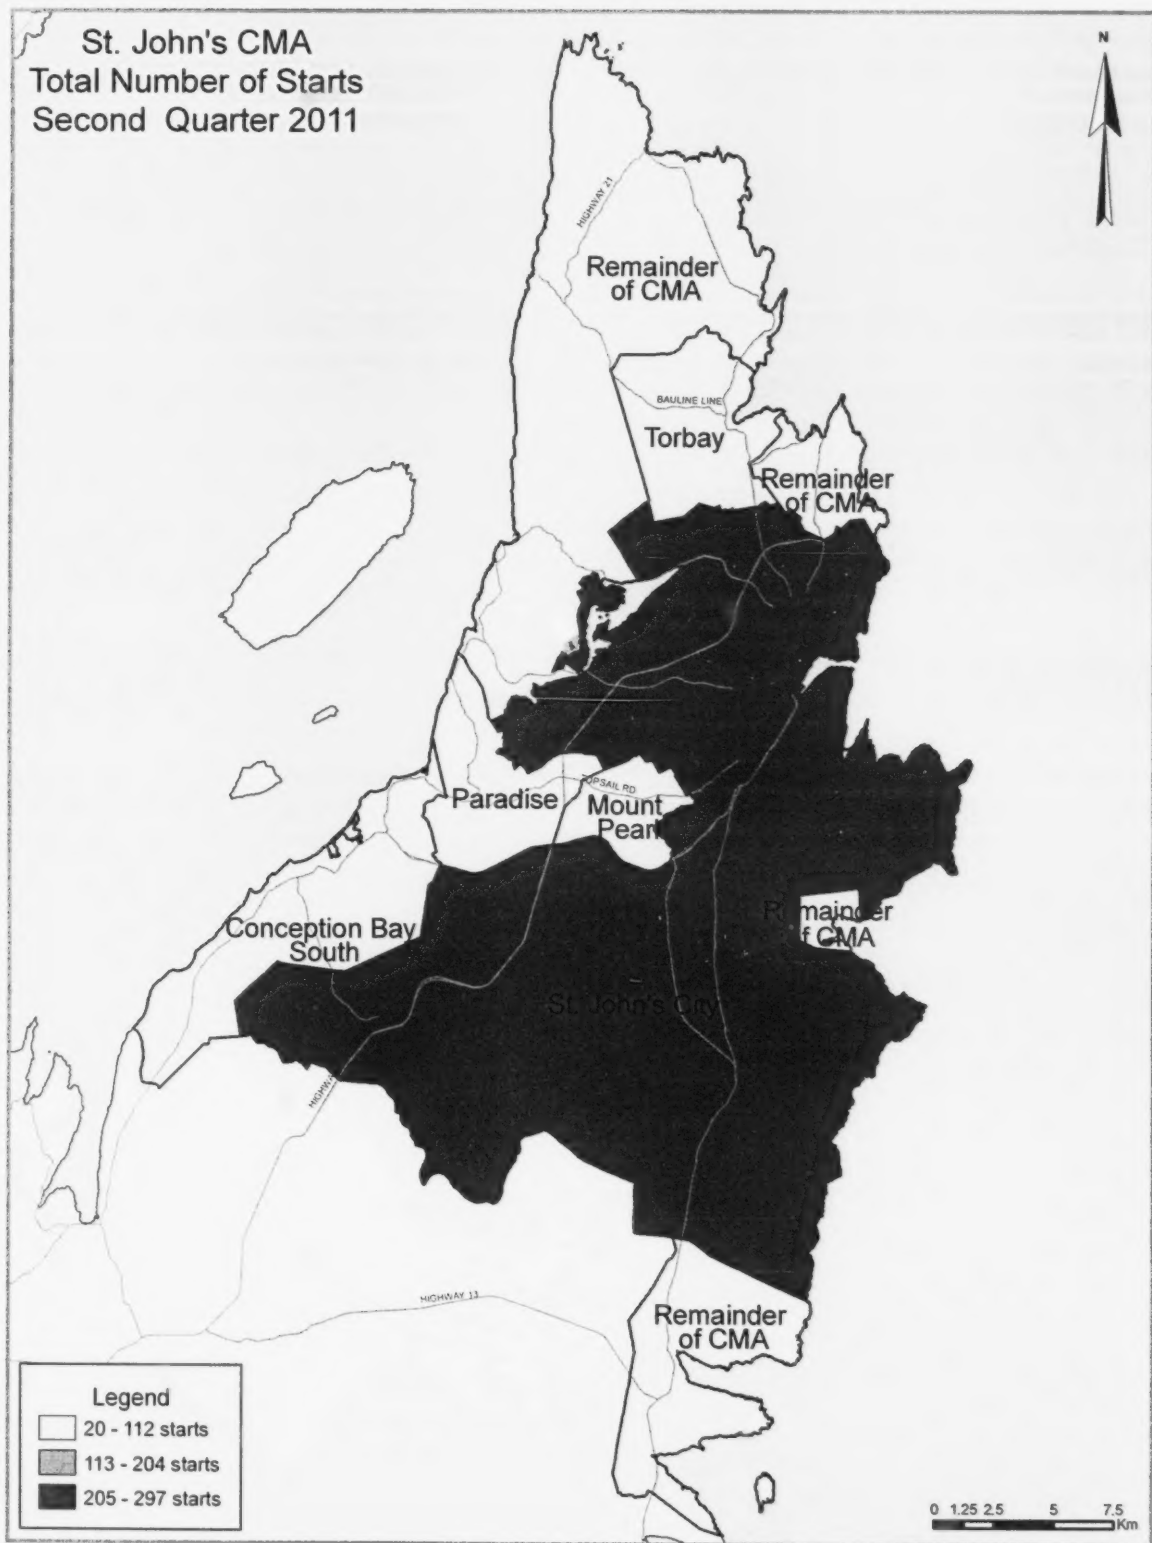 St. John's CMA
Total Number of Starts
Second Quarter 2011
N
HIGHWAY 21
Remainder
of CMA
BAULINE LINE
Torbay
Remainder
of CMA
Paradise
TOPSAIL RD
Mount
Pearl
Conception Bay
South
Remainder
of CMA
St. John's City
HIGHWAY
HIGHWAY 13
Remainder
of CMA
Legend
20 - 112 starts
113 - 204 starts
205 - 297 starts
0 1.25 2.5 5 7.5
Km